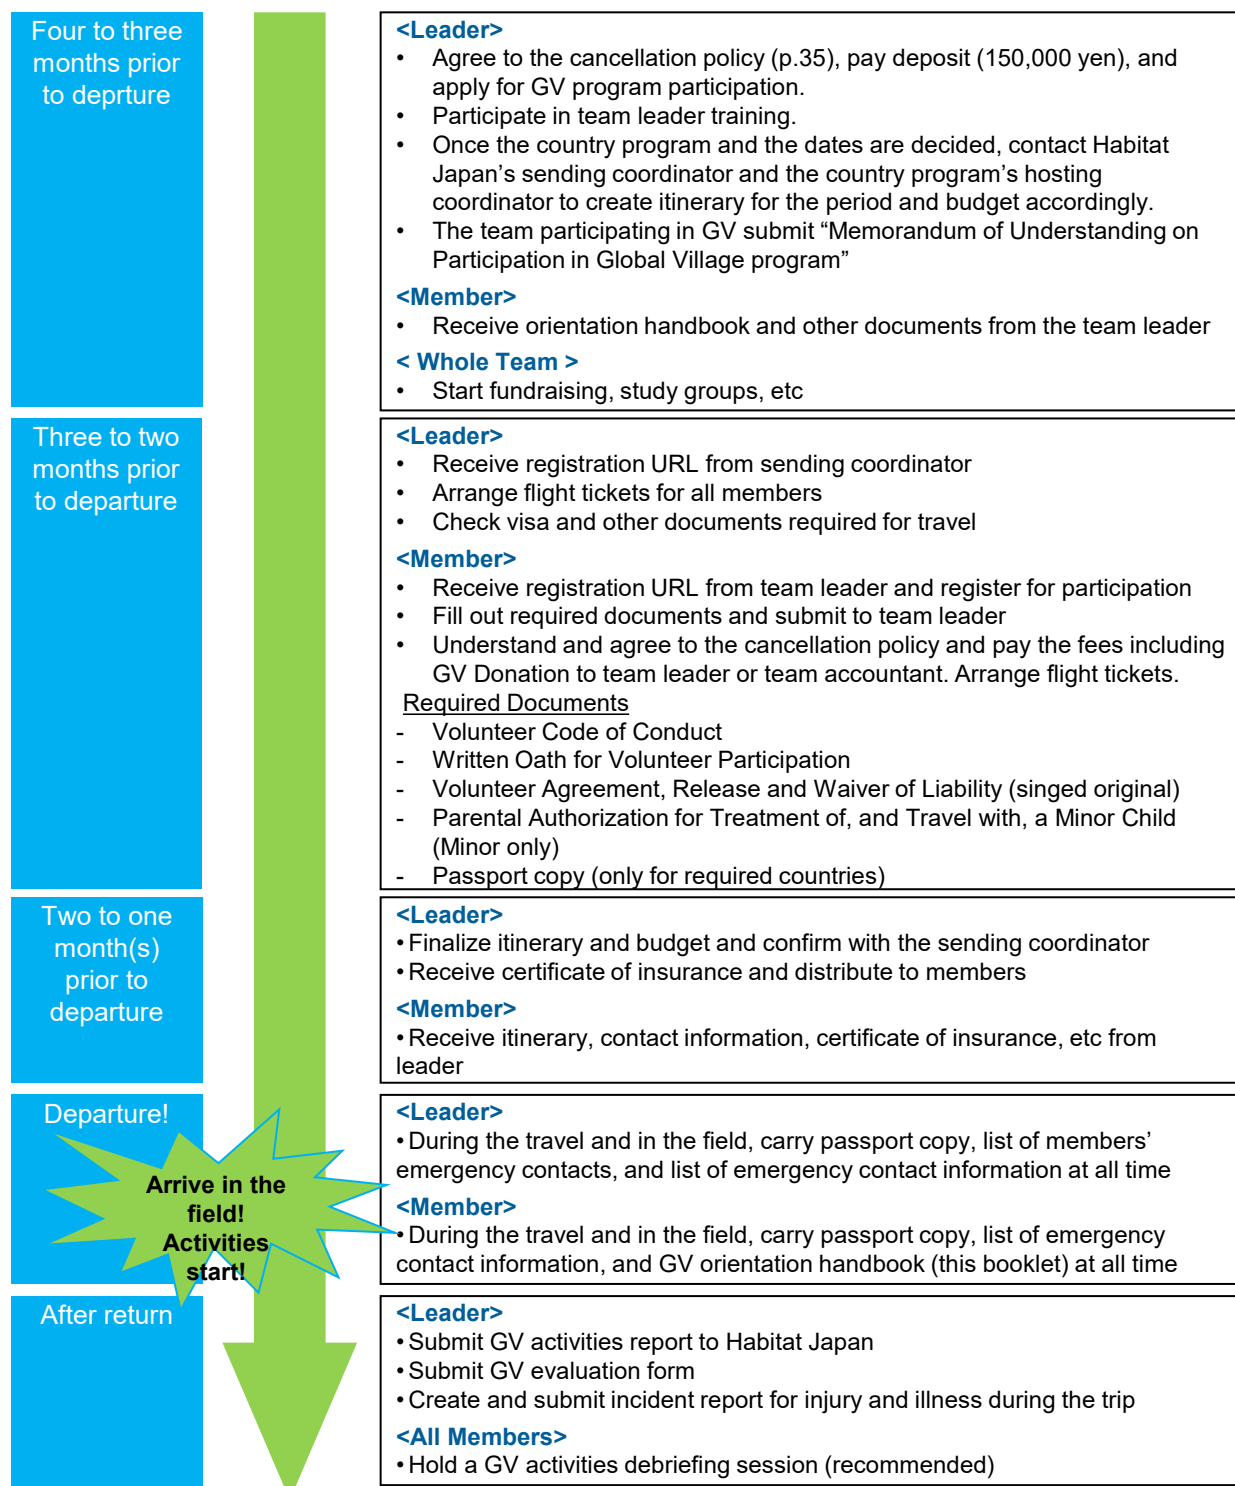 Four to three
months prior
to deprture
<Leader>
• Agree to the cancellation policy (p.35), pay deposit (150,000 yen), and
apply for GV program participation.
• Participate in team leader training.
• Once the country program and the dates are decided, contact Habitat
Japan’s sending coordinator and the country program’s hosting
coordinator to create itinerary for the period and budget accordingly.
• The team participating in GV submit “Memorandum of Understanding on
Participation in Global Village program”
<Member>
• Receive orientation handbook and other documents from the team leader
< Whole Team >
• Start fundraising, study groups, etc
Three to two
months prior
to departure
<Leader>
• Receive registration URL from sending coordinator
• Arrange flight tickets for all members
• Check visa and other documents required for travel
<Member>
• Receive registration URL from team leader and register for participation
• Fill out required documents and submit to team leader
• Understand and agree to the cancellation policy and pay the fees including
GV Donation to team leader or team accountant. Arrange flight tickets.
Required Documents
- Volunteer Code of Conduct
- Written Oath for Volunteer Participation
- Volunteer Agreement, Release and Waiver of Liability (singed original)
- Parental Authorization for Treatment of, and Travel with, a Minor Child
(Minor only)
- Passport copy (only for required countries)
Two to one
month(s)
prior to
departure
<Leader>
• Finalize itinerary and budget and confirm with the sending coordinator
• Receive certificate of insurance and distribute to members
<Member>
• Receive itinerary, contact information, certificate of insurance, etc from
leader
Departure!
Arrive in the
field!
Activities
start!
<Leader>
• During the travel and in the field, carry passport copy, list of members’
emergency contacts, and list of emergency contact information at all time
<Member>
• During the travel and in the field, carry passport copy, list of emergency
contact information, and GV orientation handbook (this booklet) at all time
After return
<Leader>
• Submit GV activities report to Habitat Japan
• Submit GV evaluation form
• Create and submit incident report for injury and illness during the trip
<All Members>
• Hold a GV activities debriefing session (recommended)